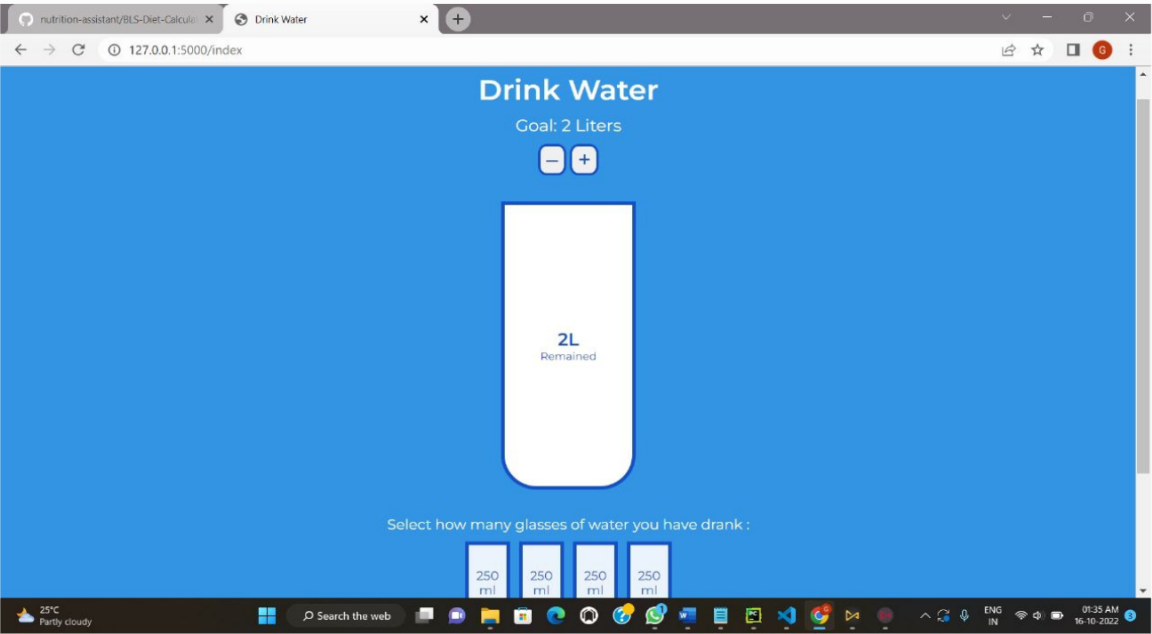 nutrition-assistant/BLS-Diet-Calcula
Drink Water
127.0.0.1:5000/index
G
Drink Water
Goal: 2 Liters
– +
2L
Remained
Select how many glasses of water you have drank :
250 250 250 250
ml ml ml ml
25°C
Partly cloudy
Search the web
ENG
IN
01:35 AM
16-10-2022
3